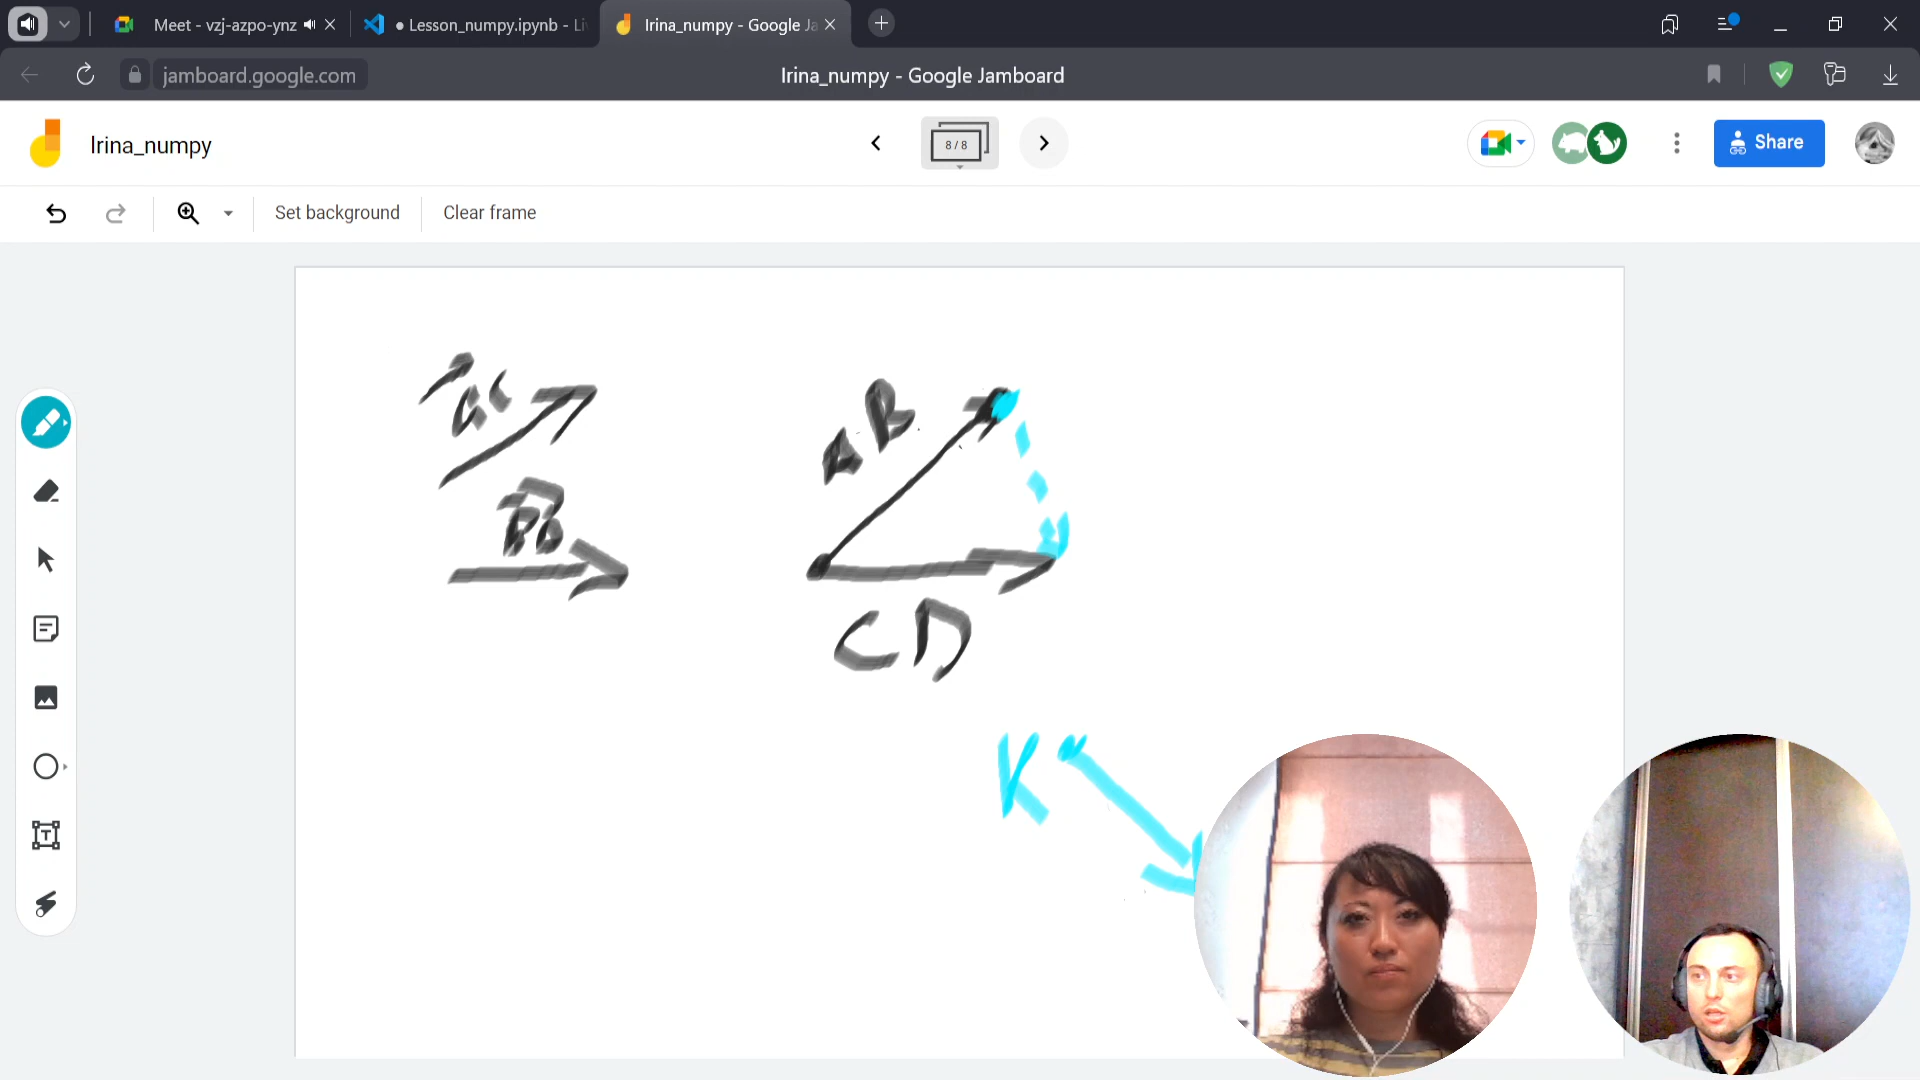 Meet - vzj-azpo-ynz
● Lesson_numpy.ipynb - Li
Irina_numpy - Google Ja
jamboard.google.com
Irina_numpy - Google Jamboard
Irina_numpy
8 / 8
Share
Set background
Clear frame
AB
CD
K